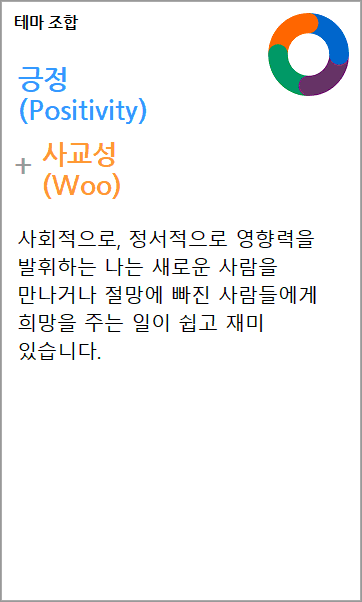 테마 조합
긍정
(Positivity)
+ 사교성
(Woo)
사회적으로, 정서적으로 영향력을
발휘하는 나는 새로운 사람을
만나거나 절망에 빠진 사람들에게
희망을 주는 일이 쉽고 재미
있습니다.